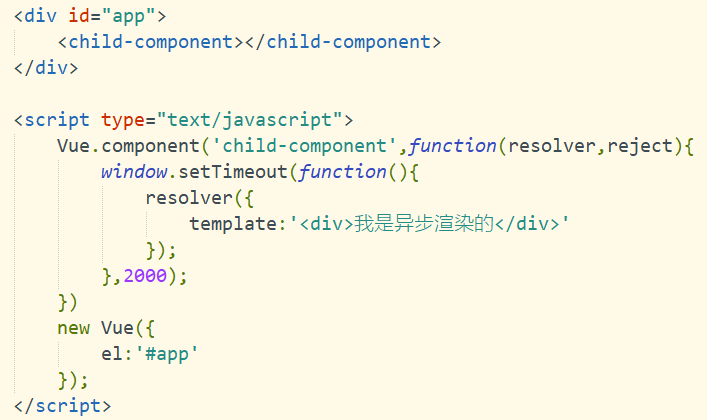 <div id="app">
    <child-component></child-component>
</div>

<script type="text/javascript">
    Vue.component('child-component',function(resolver,reject){
        window.setTimeout(function(){
            resolver({
                template:'<div>我是异步渲染的</div>'
            });
        },2000);
    })
    new Vue({
        el:'#app'
    });
</script>